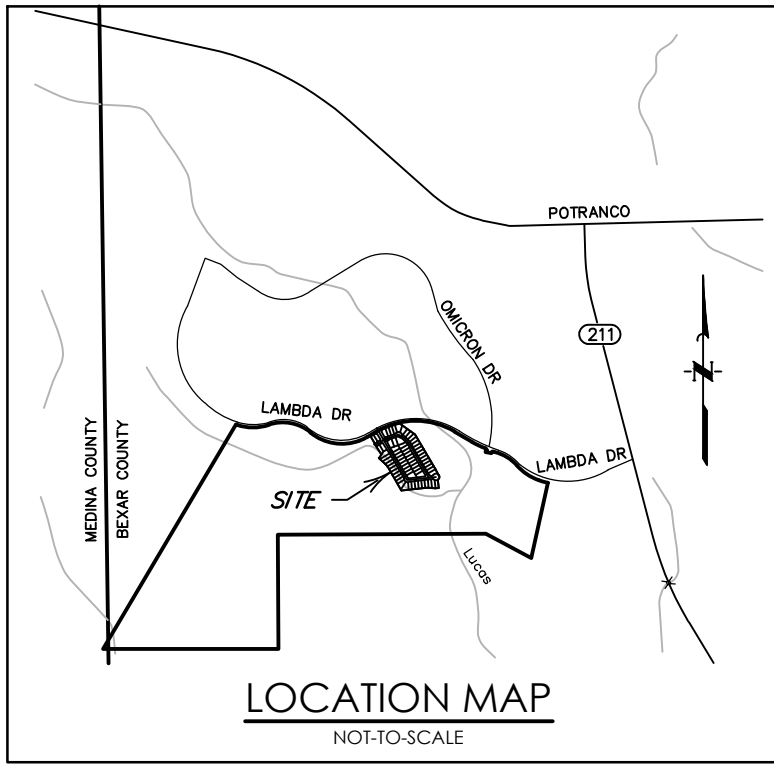 POTRANCO
OMICRON DR
211
N
LAMBDA DR
LAMBDA DR
MEDINA COUNTY
BEXAR COUNTY
SITE
Lucas
LOCATION MAP
NOT-TO-SCALE